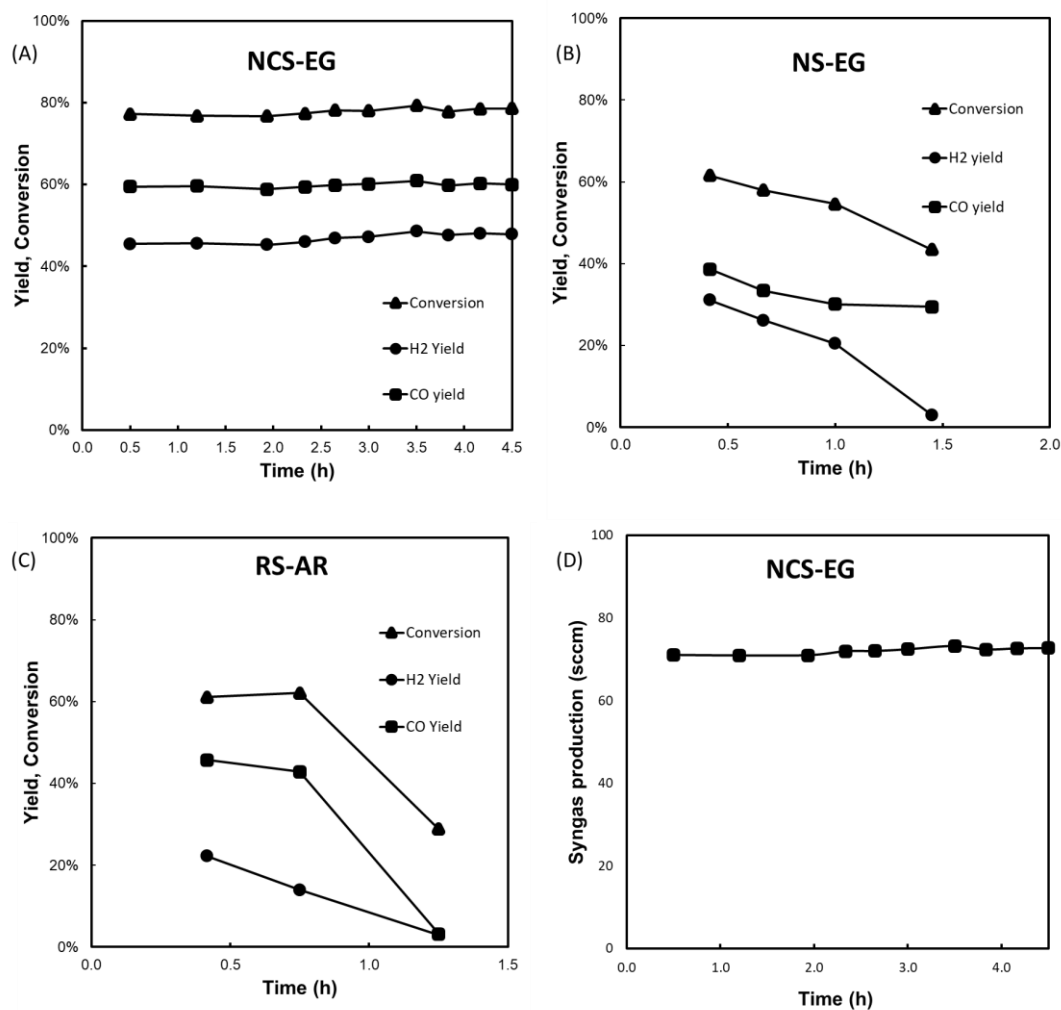 (A)
NCS-EG
Yield, Conversion
100%
80%
60%
40%
20%
0%
Conversion
H2 Yield
CO yield
0.0 0.5 1.0 1.5 2.0 2.5 3.0 3.5 4.0 4.5
Time (h)
(B)
NS-EG
Yield, Conversion
100%
80%
60%
40%
20%
0%
Conversion
H2 yield
CO yield
0.0 0.5 1.0 1.5 2.0
Time (h)
(C)
RS-AR
Yield, Conversion
100%
80%
60%
40%
20%
0%
Conversion
H2 Yield
CO Yield
0.0 0.5 1.0 1.5
Time (h)
(D)
NCS-EG
Syngas production (sccm)
100
80
60
40
20
0
0.0 1.0 2.0 3.0 4.0
Time (h)